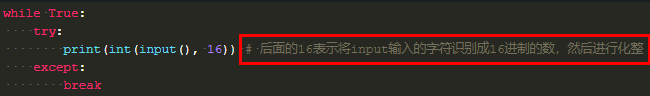 while True:
    try:
        print(int(input(), 16)) # 后面的16表示将input输入的字符识别成16进制的数，然后进行化整
    except:
        break